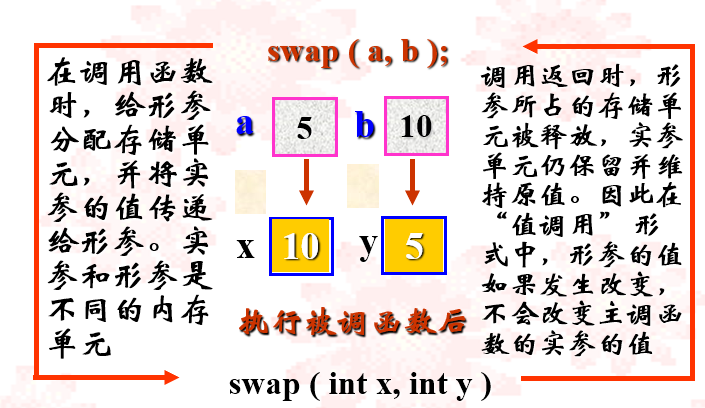 swap ( a, b );
在调用函数
时，给形参
分配存储单
元，并将实
参的值传递
给形参。实
参和形参是
不同的内存
单元
a 5 b 10
x 10 y 5
执行被调函数后
调用返回时，形
参所占的存储单
元被释放，实参
单元仍保留并维
持原值。因此在
“值调用” 形
式中，形参的值
如果发生改变，
不会改变主调函
数的实参的值
swap ( int x, int y )